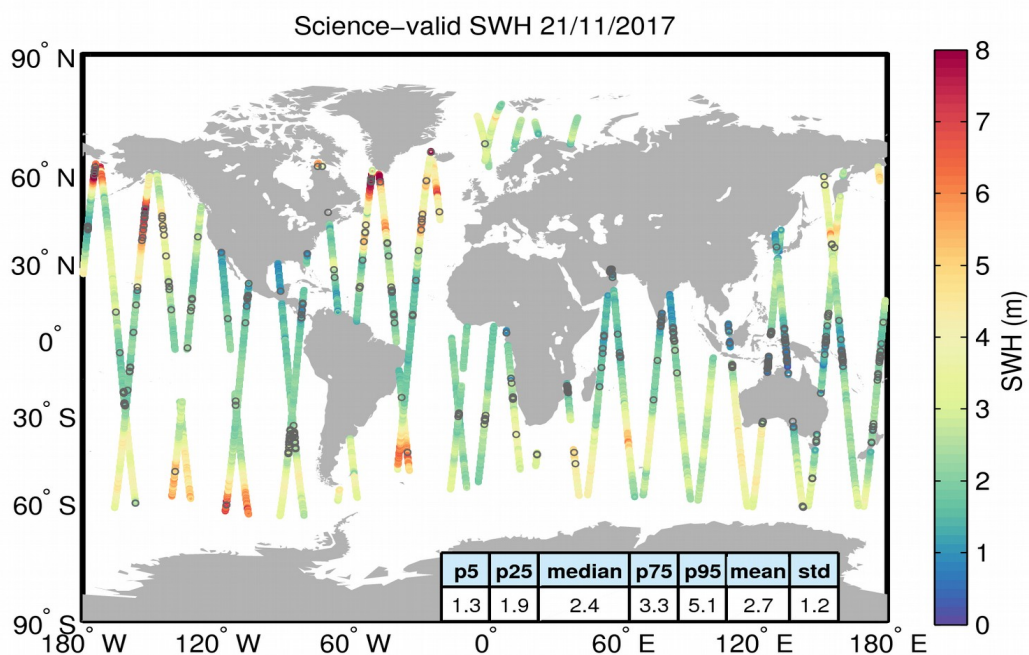 Science−valid SWH 21/11/2017
90° N
60° N
30° N
0°
30° S
60° S
90° S
180° W
120° W
60° W
0°
60° E
120° E
180° E
p5 p25 median p75 p95 mean std
1.3 1.9 2.4 3.3 5.1 2.7 1.2
8
7
6
5
4
3
2
1
0
SWH (m)